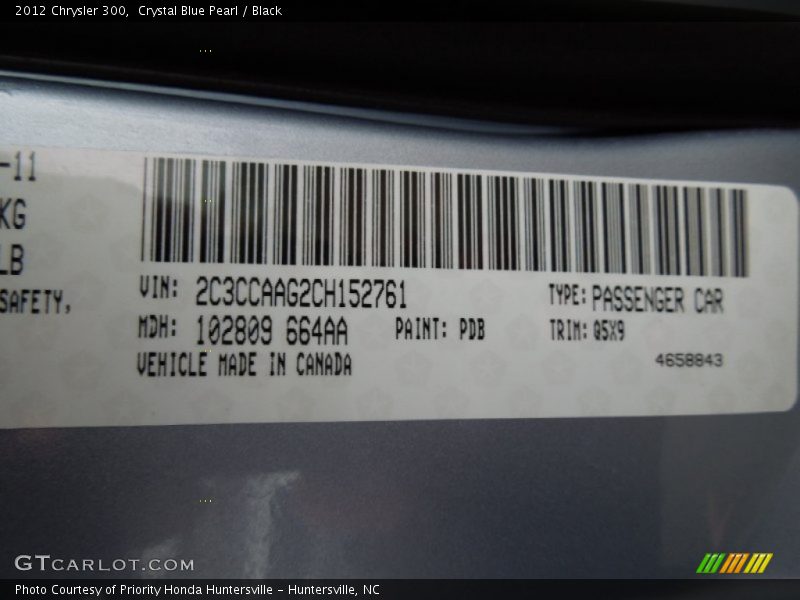 2012 Chrysler 300,  Crystal Blue Pearl / Black
-11
KG
LB
SAFETY,
VIN: 2C3CCAAG2CH152761 TYPE: PASSENGER CAR
MDH: 102809 664AA PAINT: PDB TRIM: Q5X9
VEHICLE MADE IN CANADA 4658843
GTCARLOT.COM
Photo Courtesy of Priority Honda Huntersville – Huntersville, NC